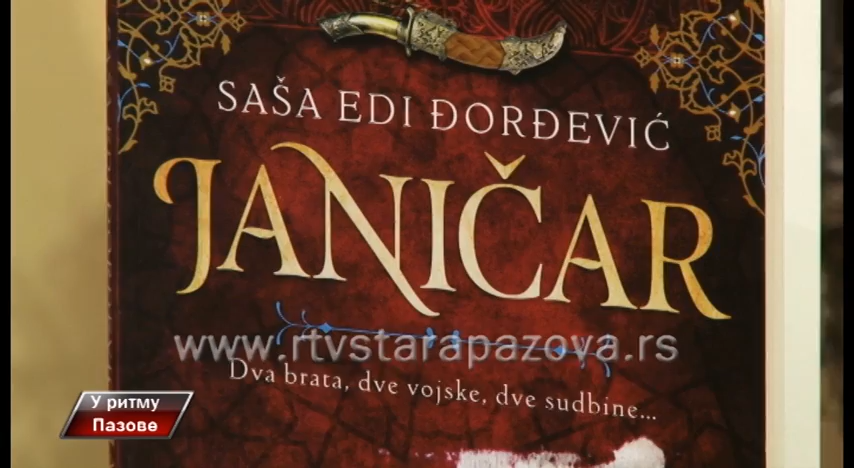 SAŠA EDI ĐORĐEVIĆ
JANIČAR
www.rtvstarapazova.rs
Dva brata, dve vojske, dve sudbine...
У ритму
Пазове